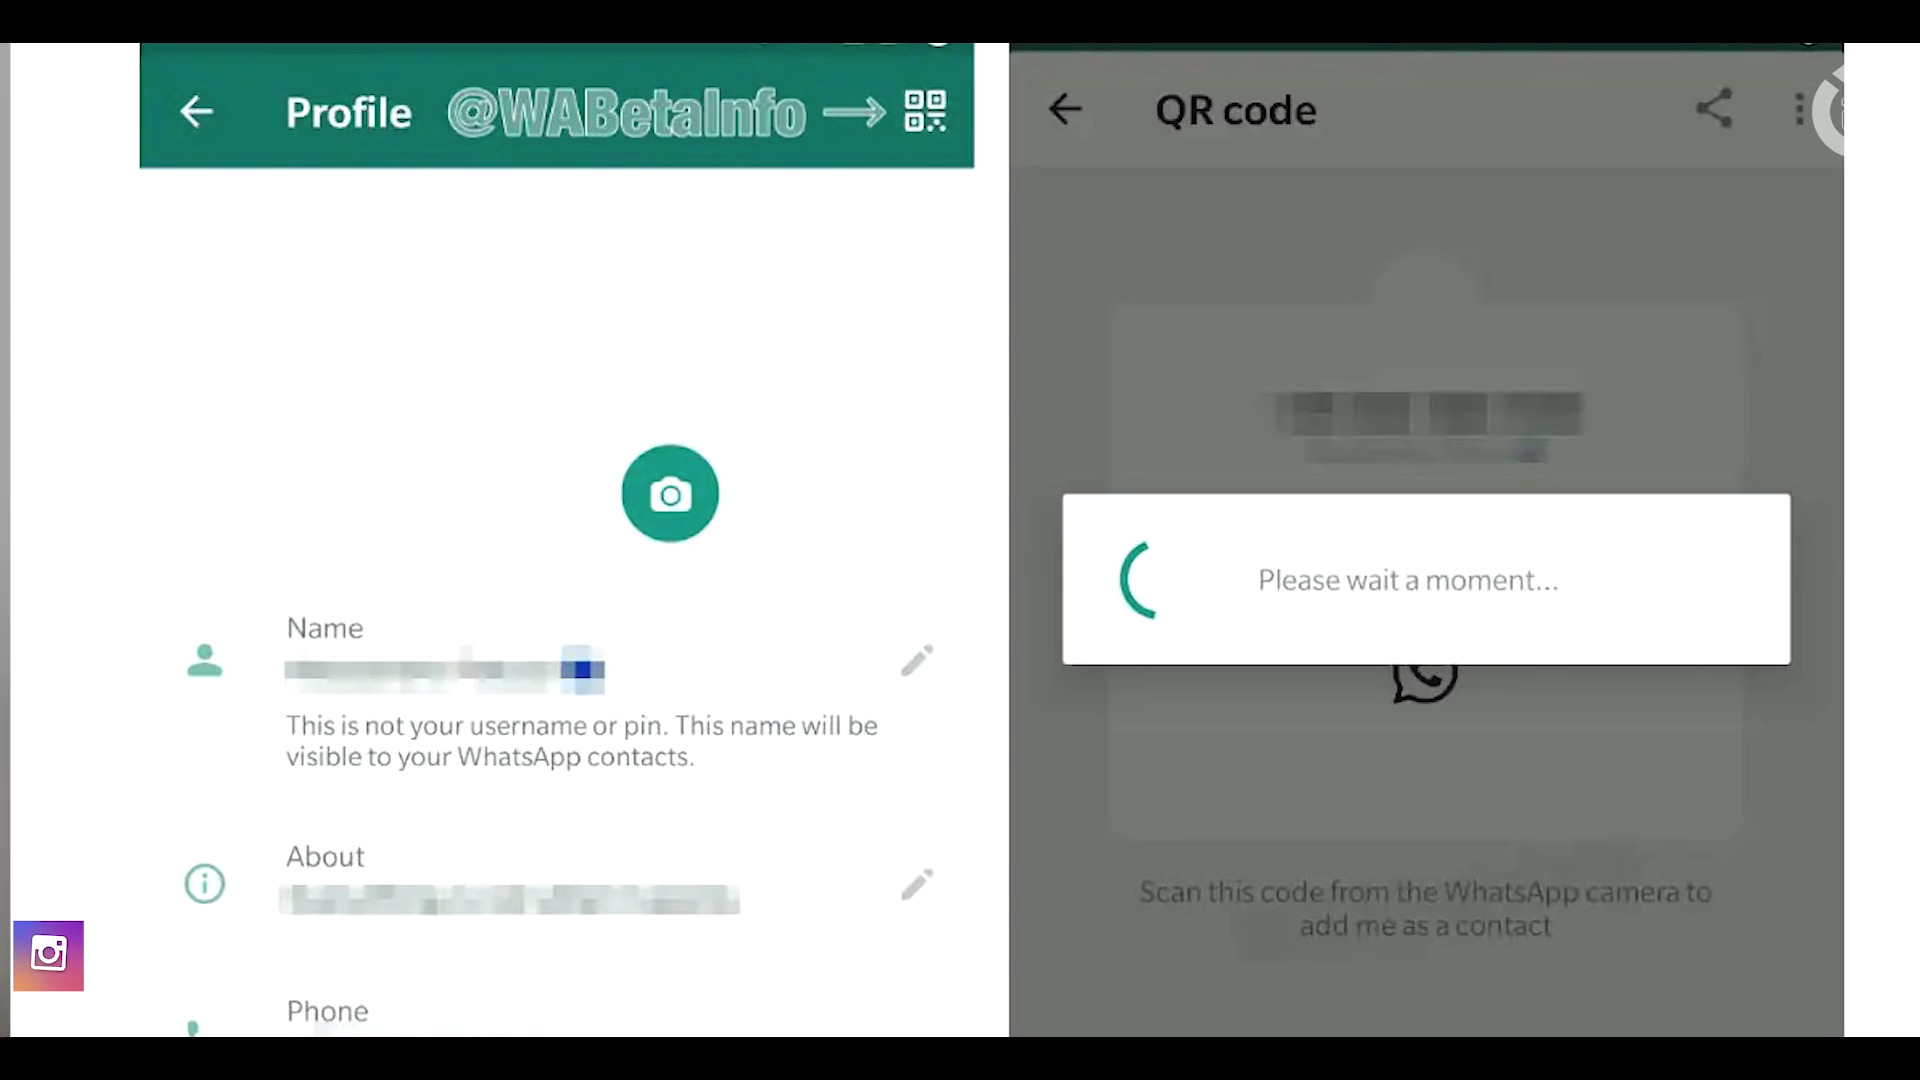 Profile @WABetaInfo
Name
This is not your username or pin. This name will be
visible to your WhatsApp contacts.
About
Phone
QR code
Please wait a moment...
Scan this code from the WhatsApp camera to
add me as a contact